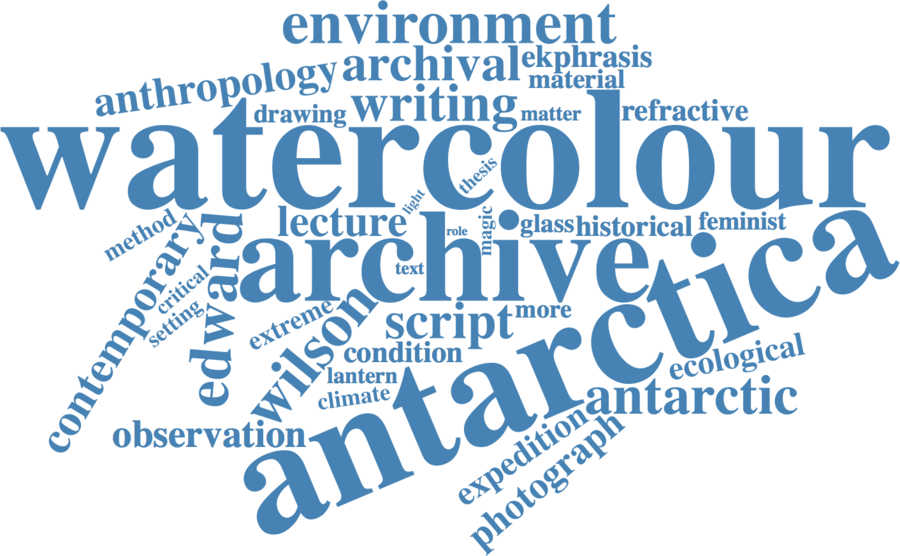 environment
archival
ekphrasis
anthropology
material
drawing
writing
matter
refractive
watercolour
thesis
light
method
lecture
role
magic
glass
historical
feminist
contemporary
edward
archive
text
critical
setting
extreme
wilson
script
more
antarctica
condition
lantern
climate
ecological
antarctic
observation
expedition
photograph